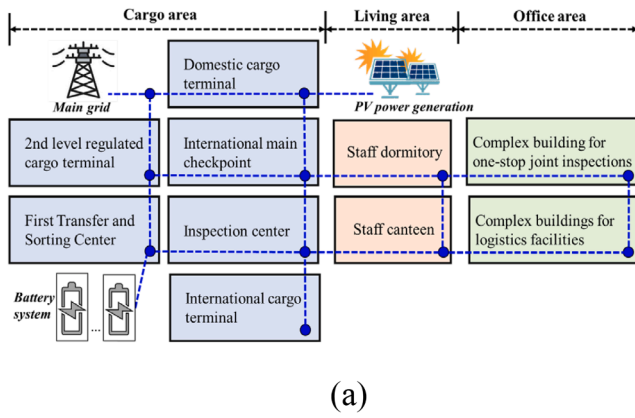 Cargo area
Living area
Office area
Main grid
Domestic cargo
terminal
PV power generation
2nd level regulated
cargo terminal
International main
checkpoint
Staff dormitory
Complex building for
one-stop joint inspections
First Transfer and
Sorting Center
Inspection center
Staff canteen
Complex buildings for
logistics facilities
Battery
system
...
International cargo
terminal
(a)